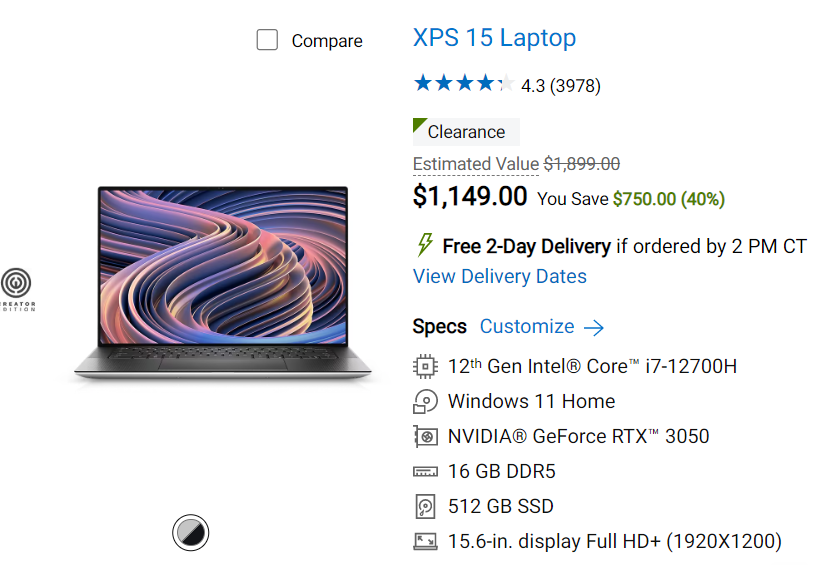 Compare
XPS 15 Laptop
4.3 (3978)
Clearance
Estimated Value $1,899.00
$1,149.00 You Save $750.00 (40%)
Free 2-Day Delivery if ordered by 2 PM CT
View Delivery Dates
CREATOR
EDITION
Specs Customize
12th Gen Intel® Core™ i7-12700H
Windows 11 Home
NVIDIA® GeForce RTX™ 3050
16 GB DDR5
512 GB SSD
15.6-in. display Full HD+ (1920X1200)